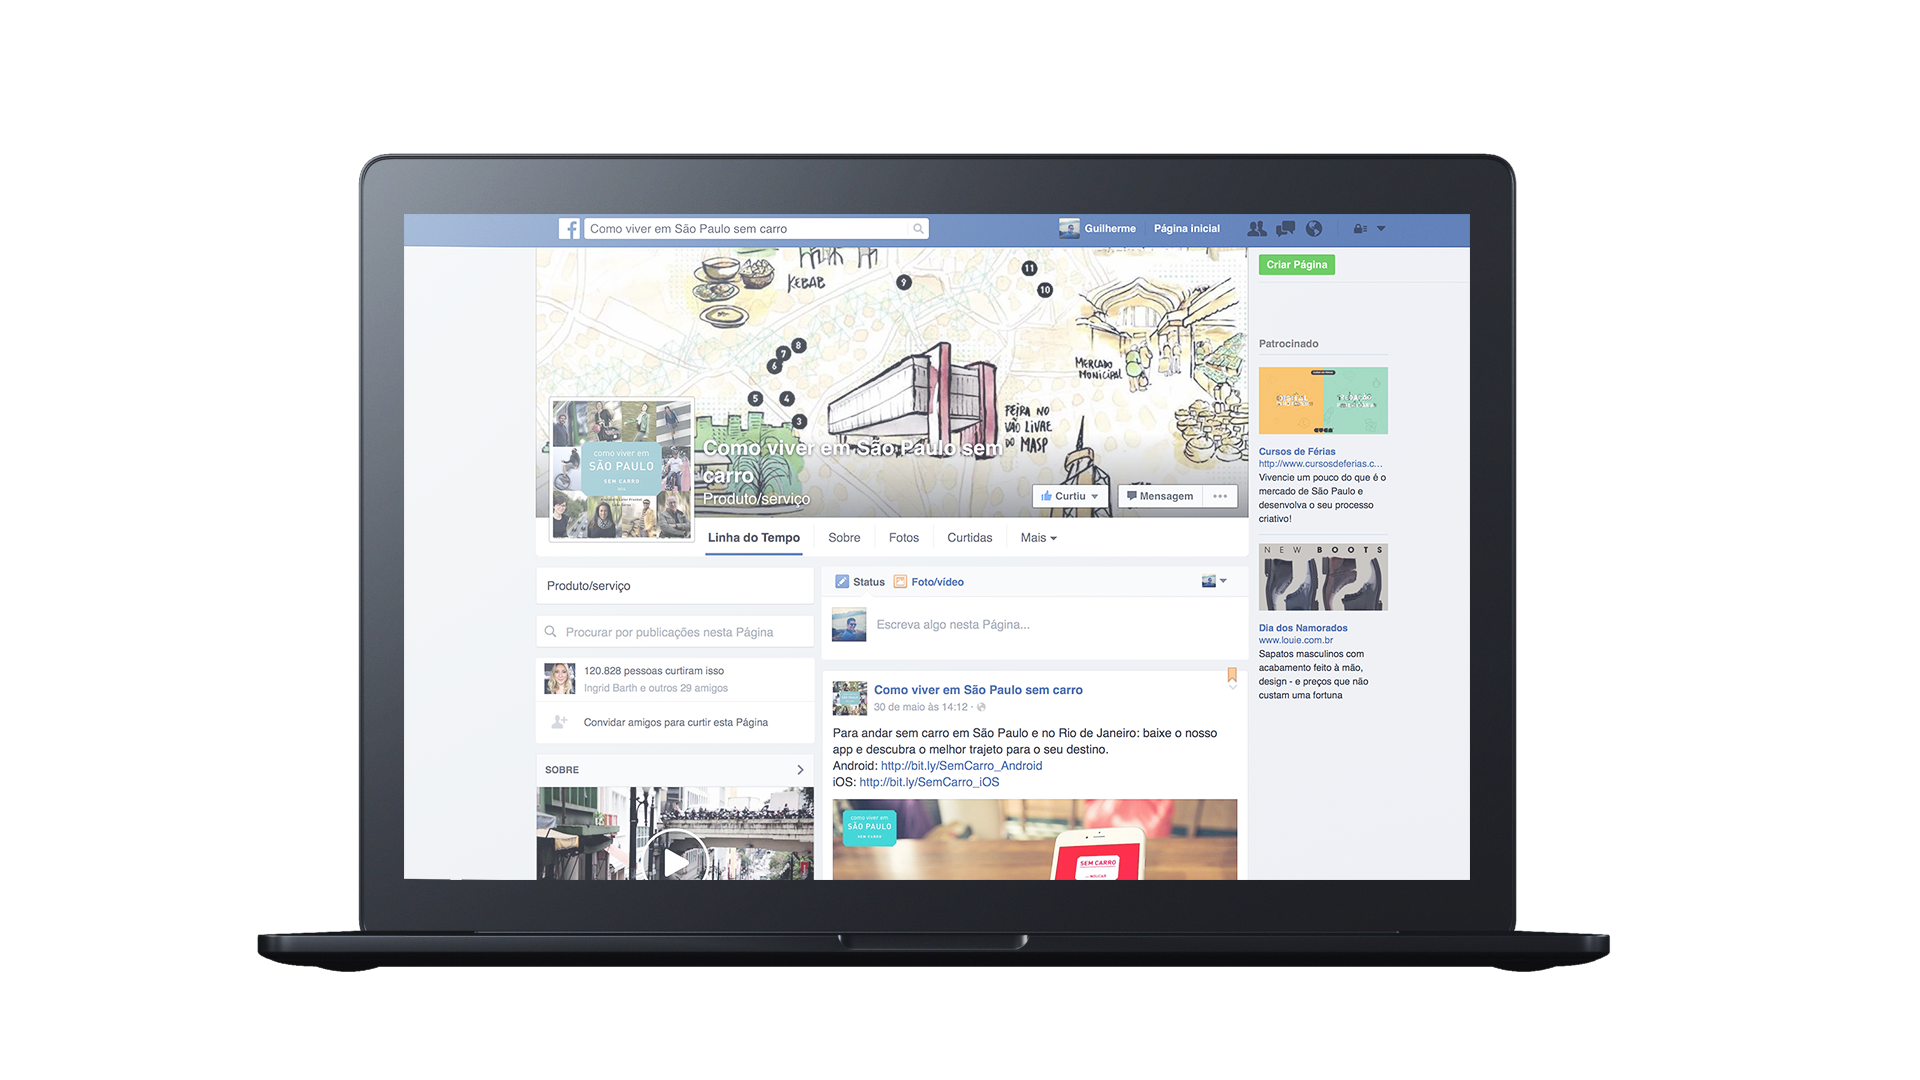 Como viver em São Paulo sem carro
Guilherme
Página inicial
KEBAB
11
10
9
8
7
6
5
4
3
MERCADO
MUNICIPAL
FEIRA NO
VÃO LIVRE
DO MASP
como viver em
SÃO PAULO
SEM CARRO
Como viver em São Paulo sem
carro
Produto/serviço
Curtiu
Mensagem
Linha do Tempo
Sobre
Fotos
Curtidas
Mais
Produto/serviço
Procurar por publicações nesta Página
120.828 pessoas curtiram isso
Ingrid Barth e outros 29 amigos
Convidar amigos para curtir esta Página
SOBRE
Status
Foto/vídeo
Escreva algo nesta Página...
Como viver em São Paulo sem carro
30 de maio às 14:12 ·
Para andar sem carro em São Paulo e no Rio de Janeiro: baixe o nosso
app e descubra o melhor trajeto para o seu destino.
Android: http://bit.ly/SemCarro_Android
iOS: http://bit.ly/SemCarro_iOS
como viver em
SÃO PAULO
SEM CARRO
SEM CARRO
Criar Página
Patrocinado
DIGITAL
Cursos de Férias
http://www.cursosdeferias.c...
Vivencie um pouco do que é o
mercado de São Paulo e
desenvolva o seu processo
criativo!
NEW BOOTS
Dia dos Namorados
www.louie.com.br
Sapatos masculinos com
acabamento feito à mão,
design - e preços que não
custam uma fortuna